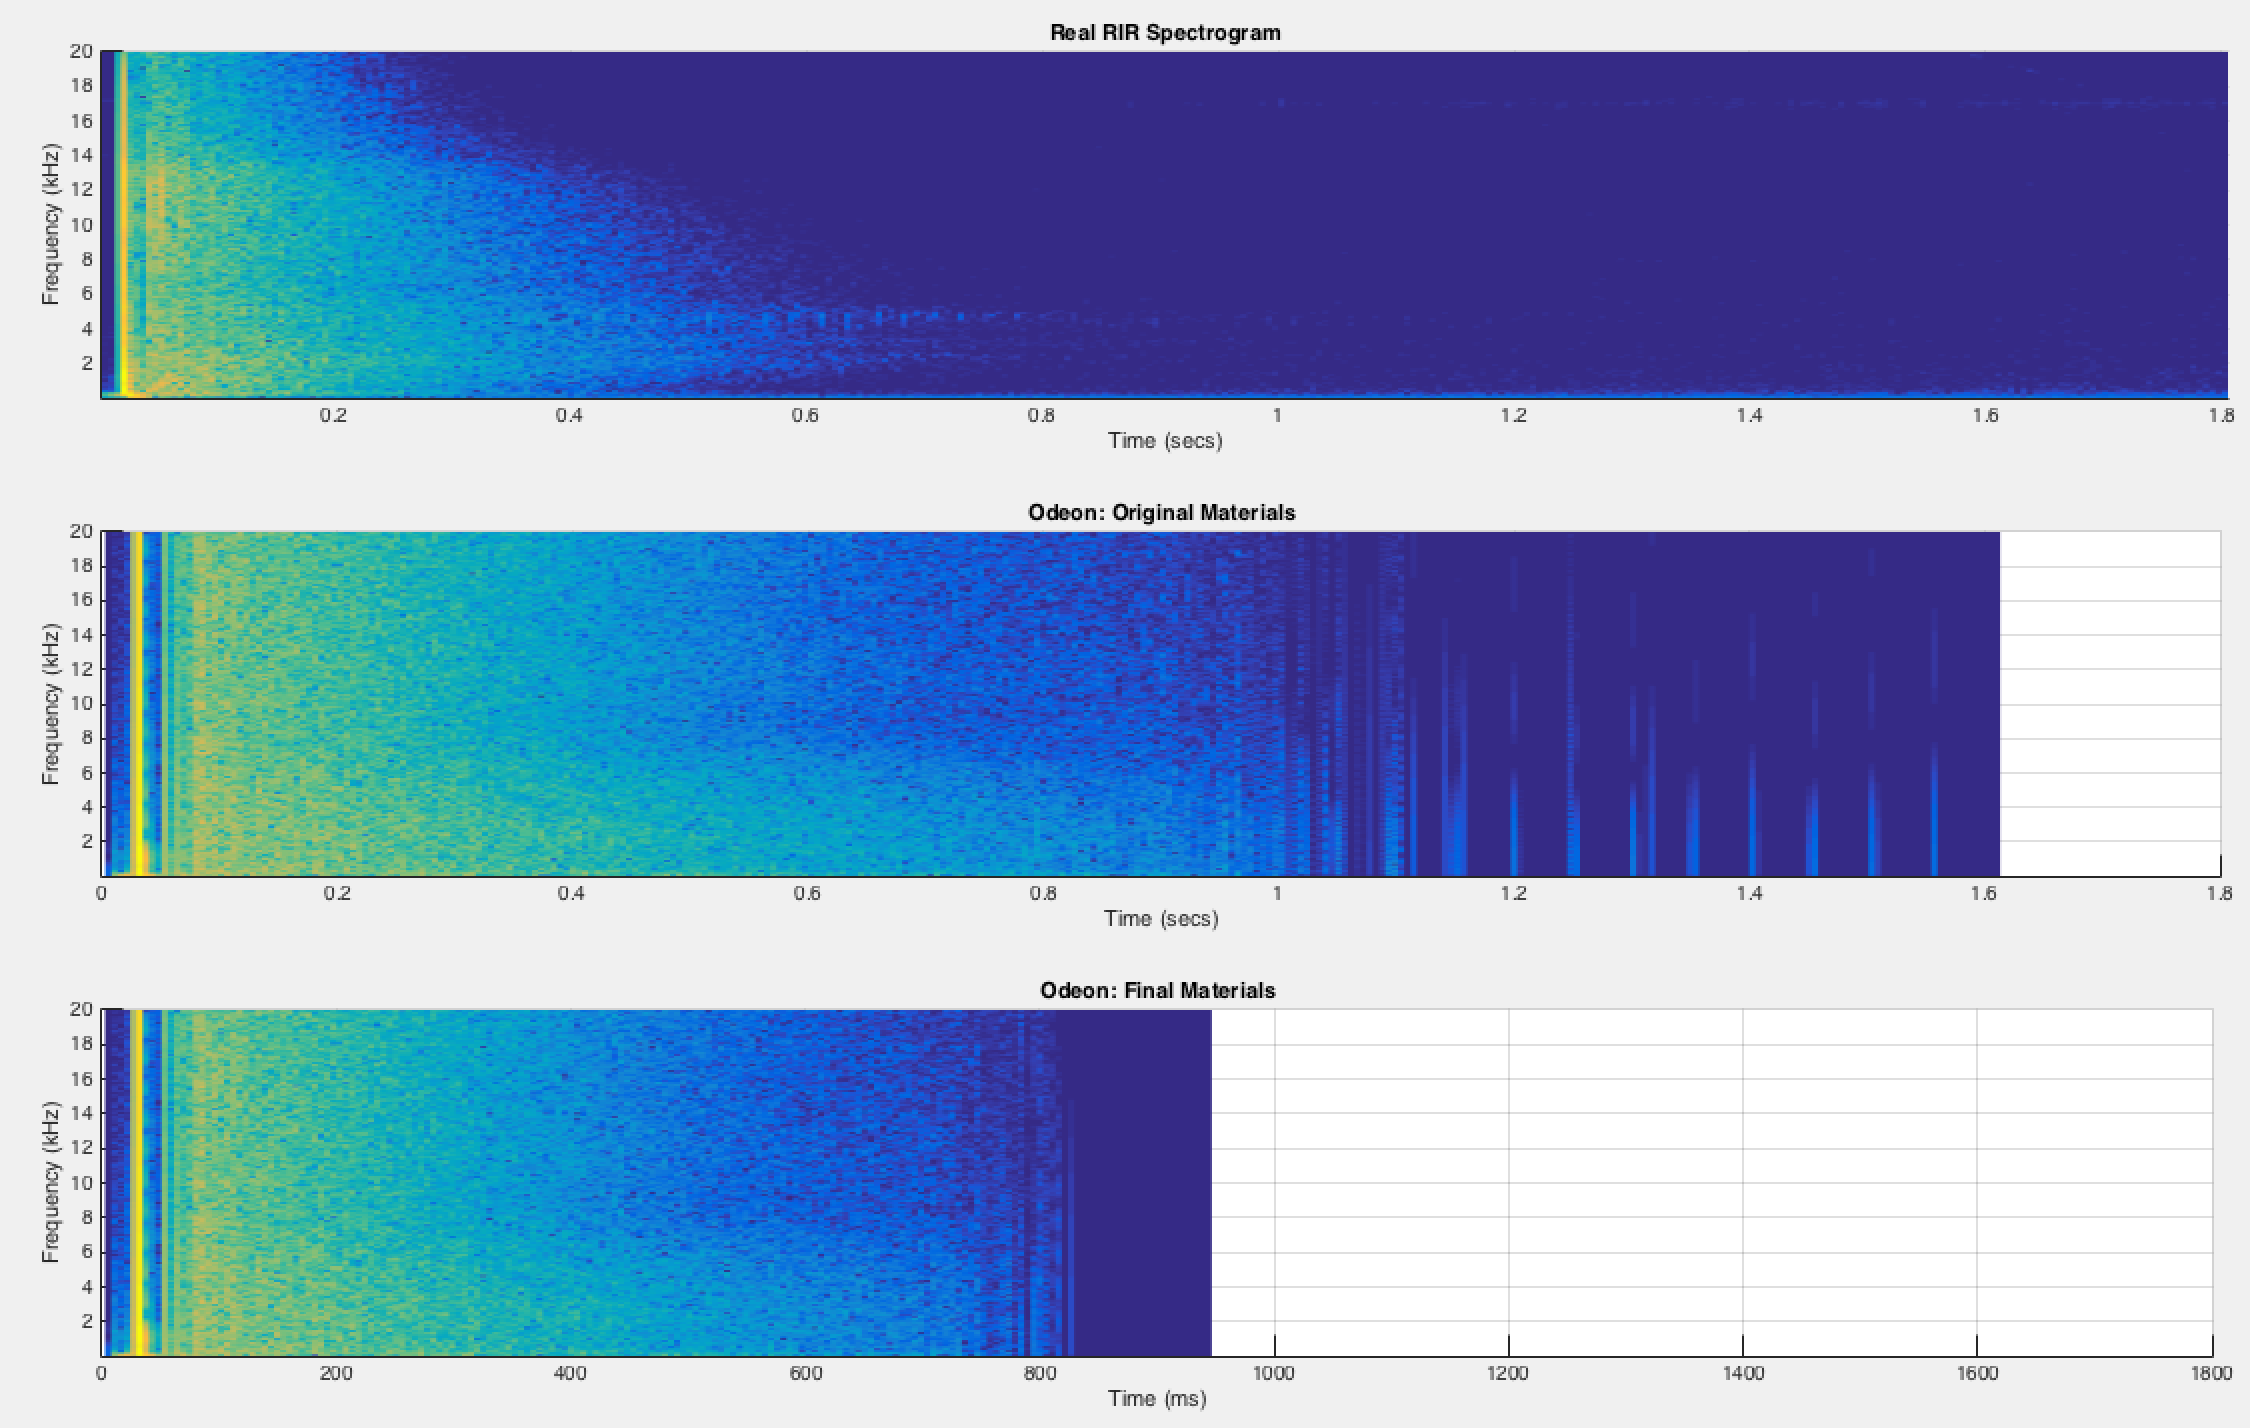 Real RIR Spectrogram
20
18
16
14
12
10
8
6
4
2
Frequency (kHz)
0.2 0.4 0.6 0.8 1 1.2 1.4 1.6 1.8
Time (secs)
Odeon: Original Materials
20
18
16
14
12
10
8
6
4
2
Frequency (kHz)
0 0.2 0.4 0.6 0.8 1 1.2 1.4 1.6 1.8
Time (secs)
Odeon: Final Materials
20
18
16
14
12
10
8
6
4
2
Frequency (kHz)
0 200 400 600 800 1000 1200 1400 1600 1800
Time (ms)